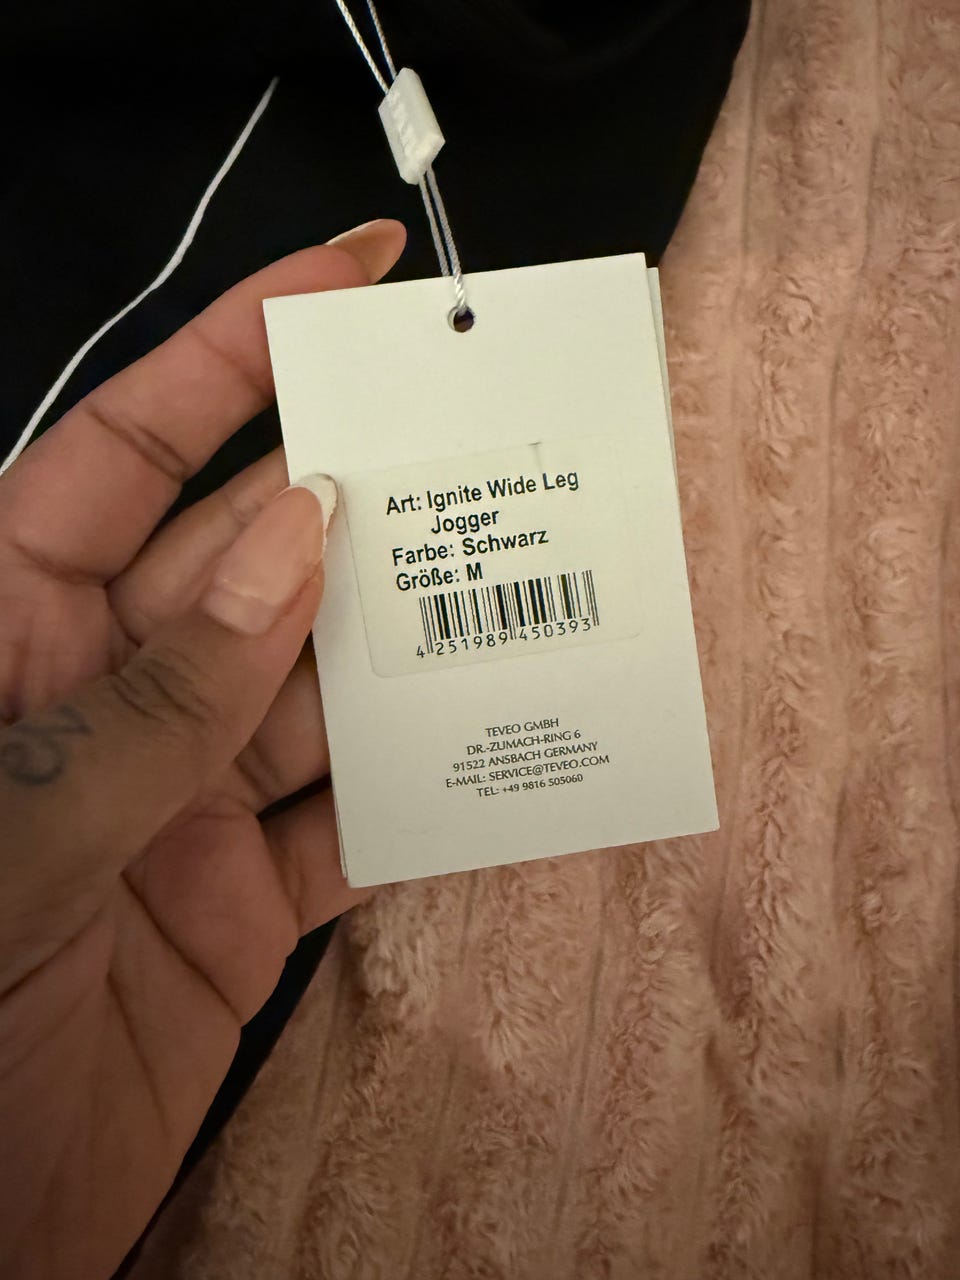 Art: Ignite Wide Leg
Jogger
Farbe: Schwarz
Größe: M
4 251989 450393
TEVEO GMBH
DR.-ZUMACH-RING 6
91522 ANSBACH GERMANY
E-MAIL: SERVICE@TEVEO.COM
TEL: +49 9816 505060